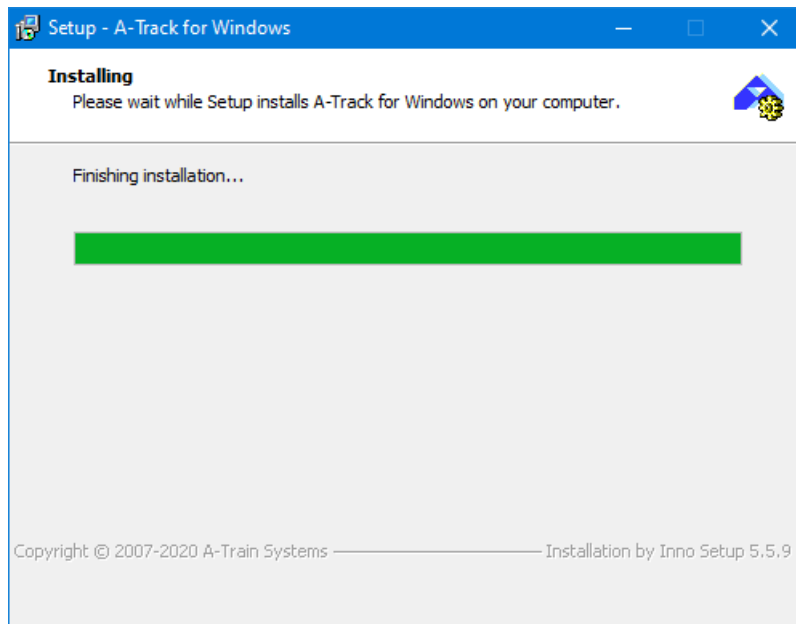 Setup - A-Track for Windows
Installing
Please wait while Setup installs A-Track for Windows on your computer.
Finishing installation...
Copyright © 2007-2020 A-Train Systems
Installation by Inno Setup 5.5.9